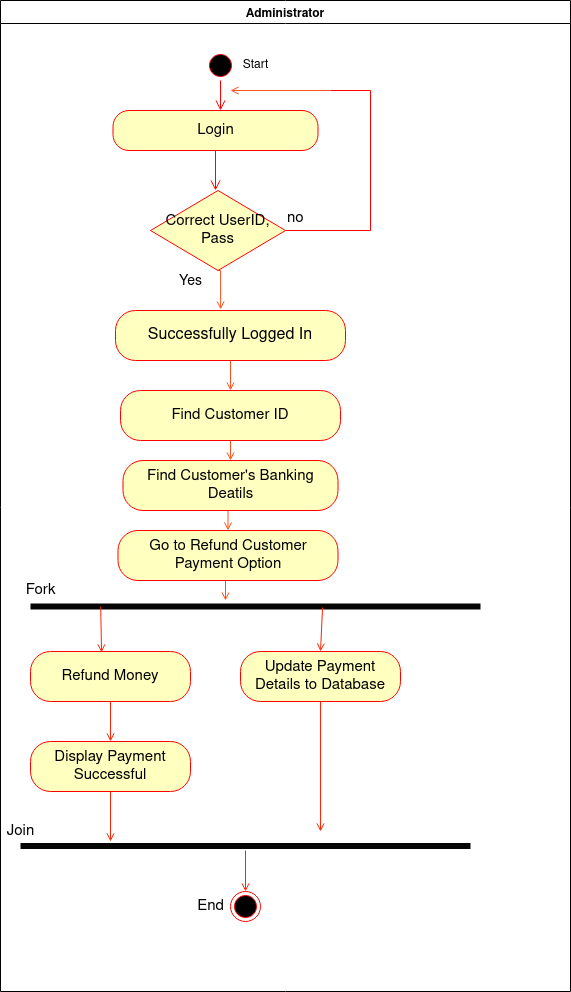 Administrator
Start
Login
Correct UserID,
Pass
no
Yes
Successfully Logged In
Find Customer ID
Find Customer's Banking
Deatils
Go to Refund Customer
Payment Option
Fork
Refund Money
Update Payment
Details to Database
Display Payment
Successful
Join
End